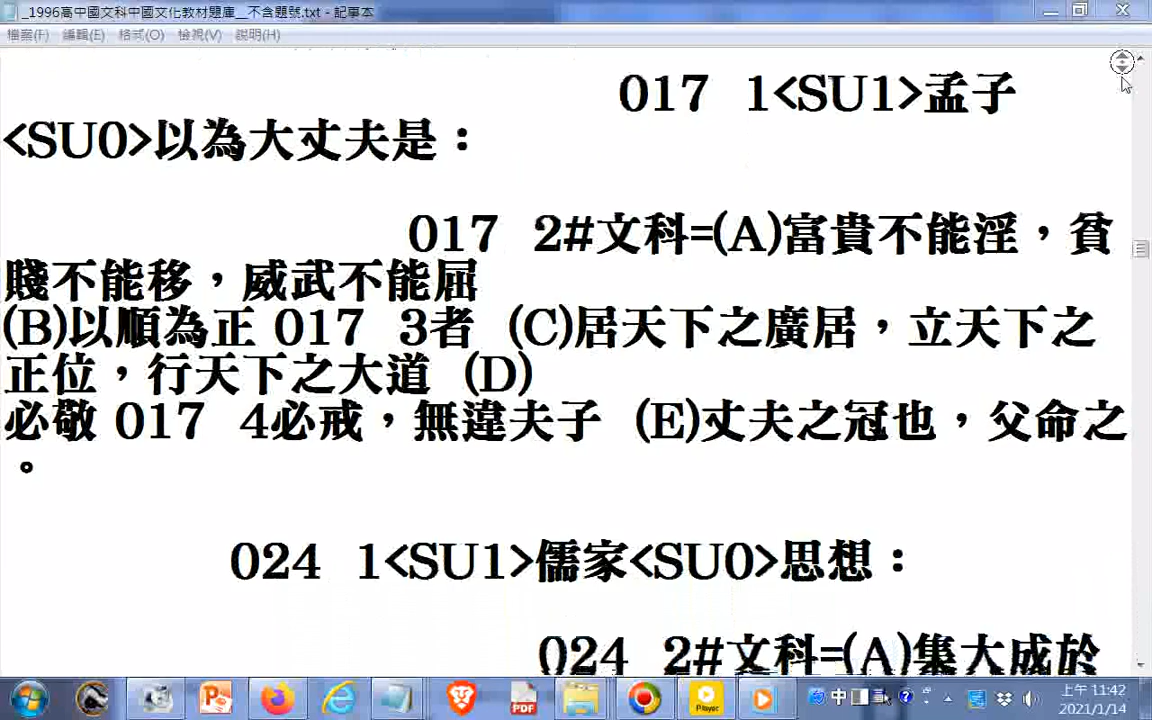 _1996高中國文科中國文化教材題庫__不含題號.txt - 記事本
檔案(F) 編輯(E) 格式(O) 檢視(V) 說明(H)
017 1<SU1>孟子
<SU0>以為大丈夫是：
017 2#文科=(A)富貴不能淫，貧
賤不能移，威武不能屈
(B)以順為正 017 3者 (C)居天下之廣居，立天下之
正位，行天下之大道 (D)
必敬 017 4必戒，無違夫子 (E)丈夫之冠也，父命之
。
024 1<SU1>儒家<SU0>思想：
024 2#文科=(A)集大成於
PDF
Player
中
上午 11:42
2021/1/14